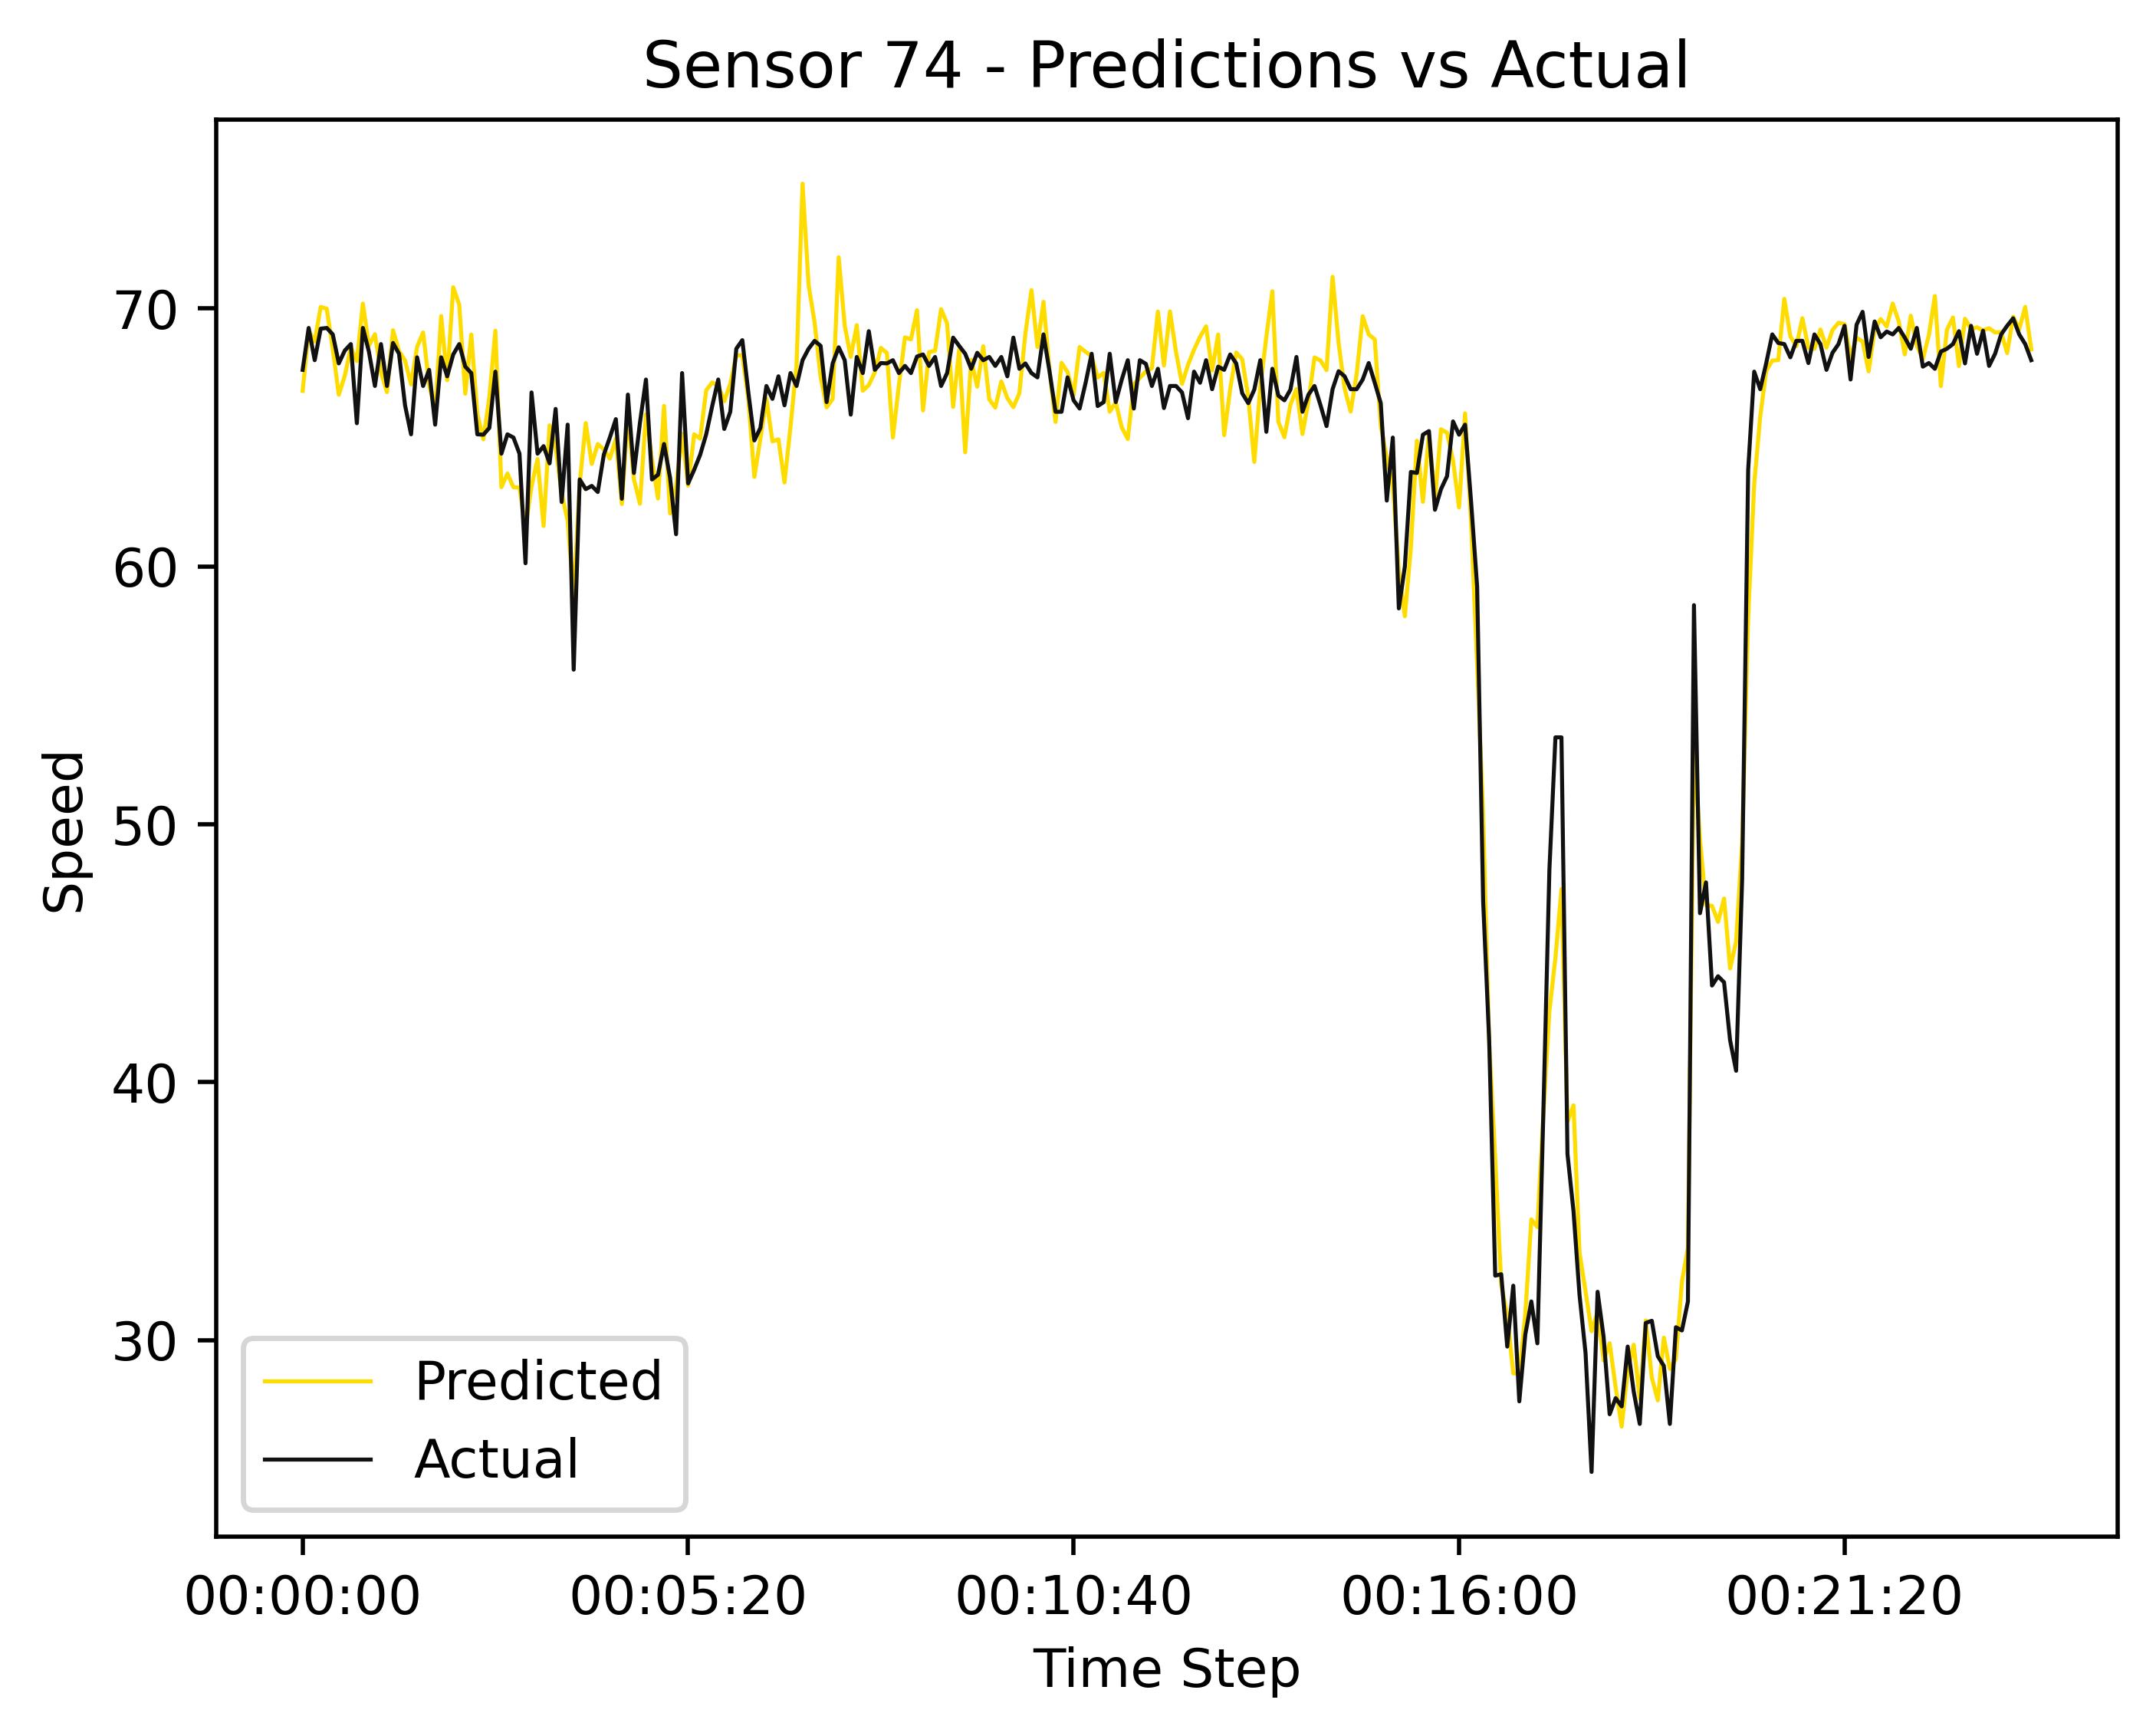 Sensor 74 - Predictions vs Actual
70
60
50
40
30
Speed
Predicted
Actual
00:00:00 00:05:20 00:10:40 00:16:00 00:21:20
Time Step